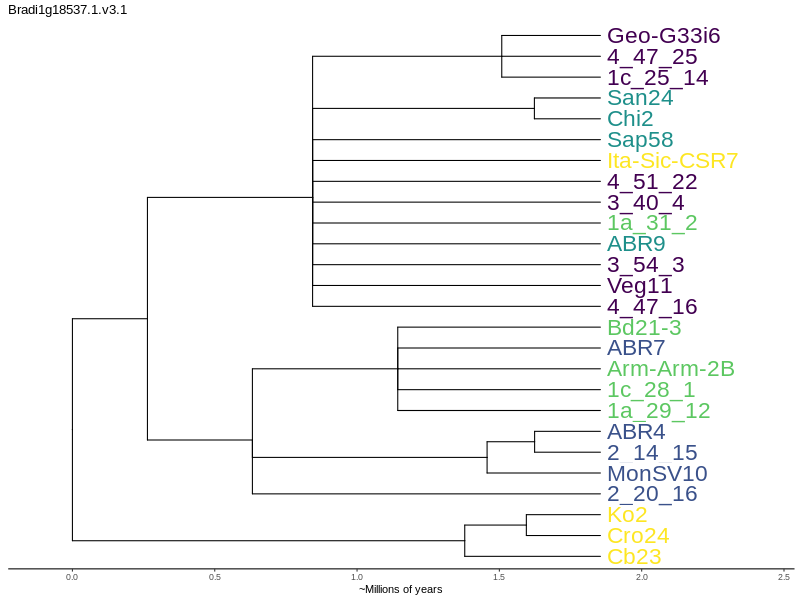 Bradi1g18537.1.v3.1
Geo-G33i6
4_47_25
1c_25_14
San24
Chi2
Sap58
Ita-Sic-CSR7
4_51_22
3_40_4
1a_31_2
ABR9
3_54_3
Veg11
4_47_16
Bd21-3
ABR7
Arm-Arm-2B
1c_28_1
1a_29_12
ABR4
2_14_15
MonSV10
2_20_16
Ko2
Cro24
Cb23
0.0 0.5 1.0 1.5 2.0 2.5
~Millions of years